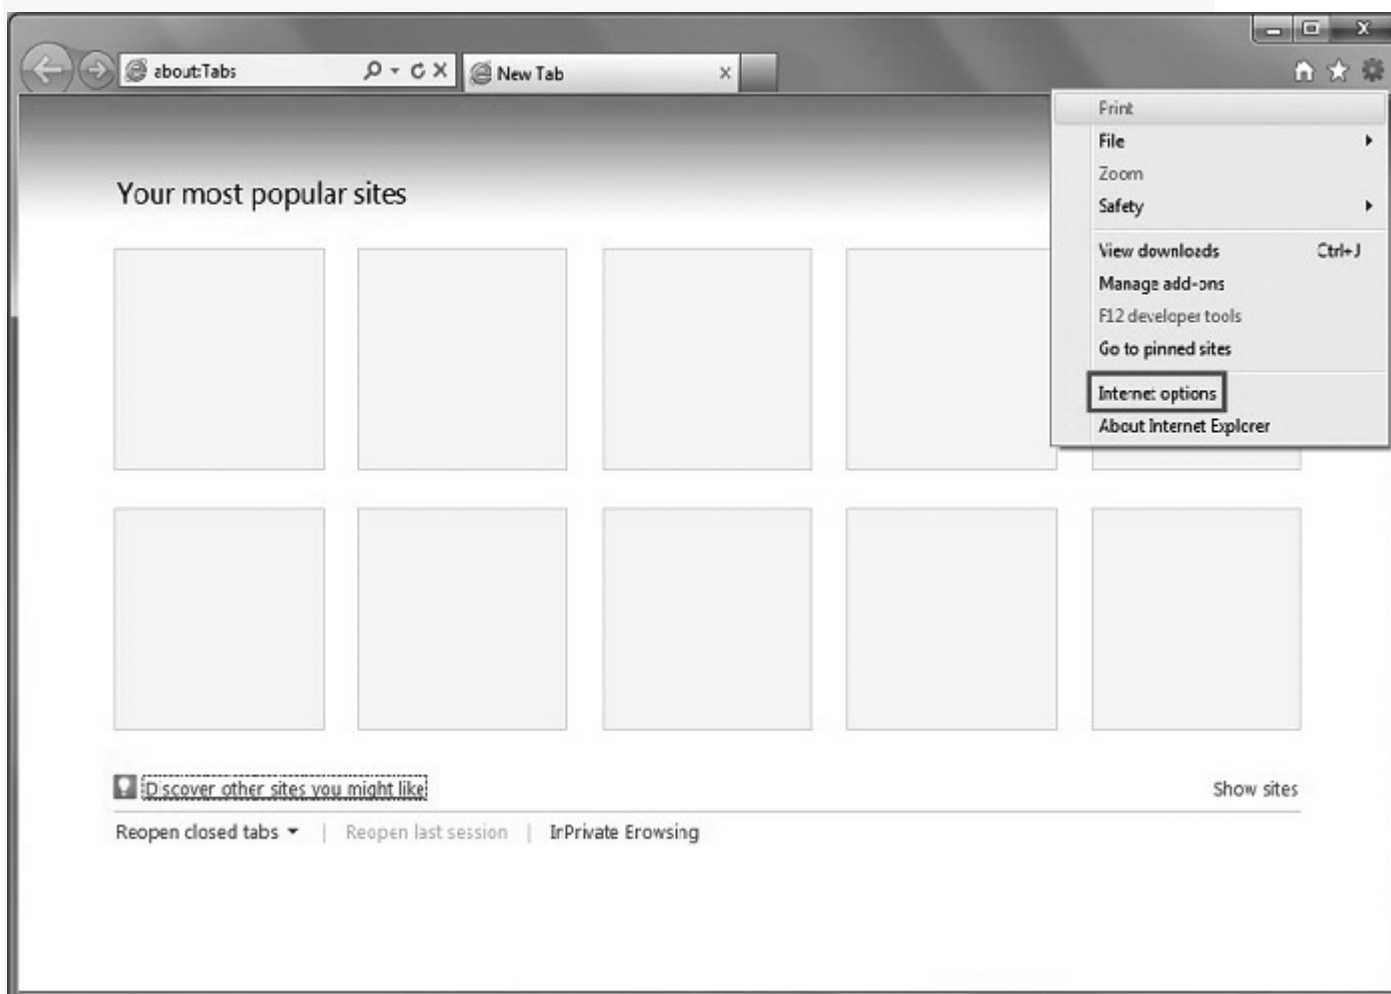 about:Tabs
New Tab
Print
File
Zoom
Safety
View downloads Ctrl+J
Manage add-ons
F12 developer tools
Go to pinned sites
Internet options
About Internet Explorer
Your most popular sites
Discover other sites you might like
Show sites
Reopen closed tabs | Reopen last session | InPrivate Browsing